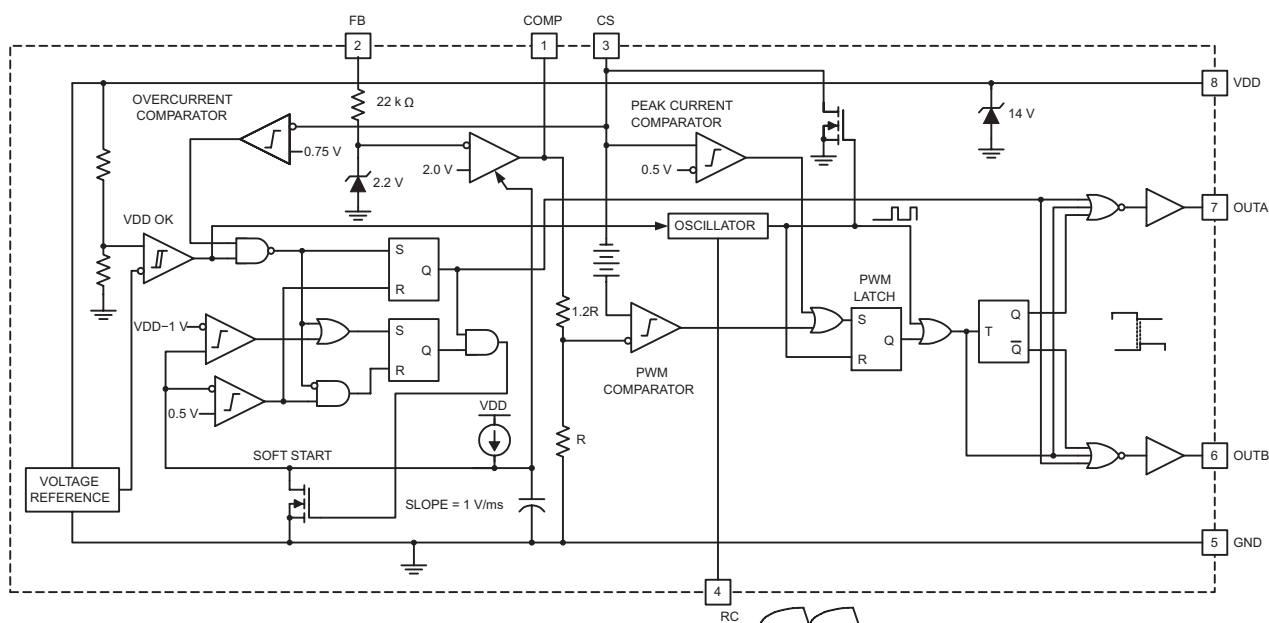 FB
COMP
CS
2
1
3
8
VDD
22 k Ω
OVERCURRENT
COMPARATOR
PEAK CURRENT
COMPARATOR
14 V
0.75 V
2.0 V
0.5 V
2.2 V
7
OUTA
VDD OK
OSCILLATOR
S
Q
R
1.2R
PWM
LATCH
S
Q
R
T
Q
Q̅
VDD−1 V
S
Q
R
PWM
COMPARATOR
0.5 V
VDD
R
SOFT START
6
OUTB
VOLTAGE
REFERENCE
SLOPE = 1 V/ms
5
GND
4
RC